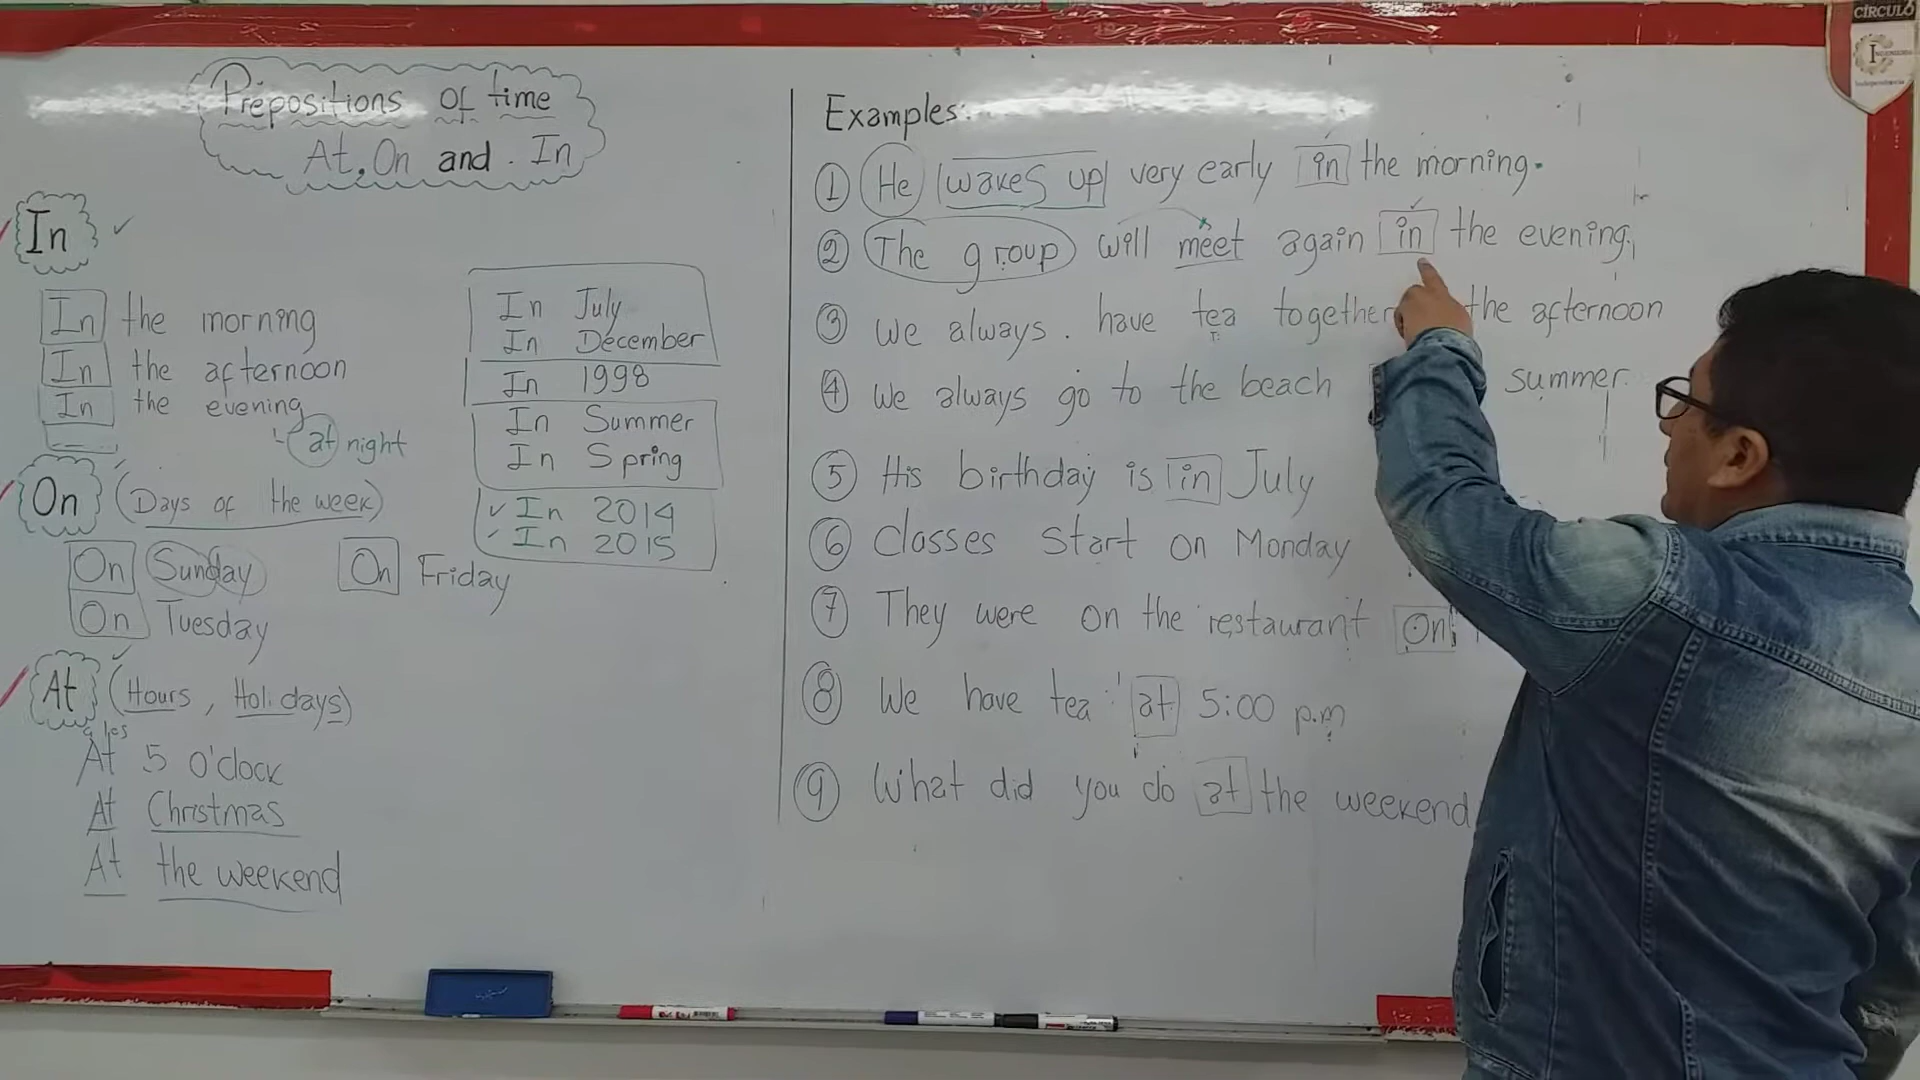 Prepositions of time
At, On and . In
In
In the morning
In the afternoon
In the evening
at night
In July
In December
In 1998
In Summer
In Spring
In 2014
In 2015
On (Days of the week)
On Sunday
On Friday
On Tuesday
At (Hours, Holidays)
At 5 O'clock
At Christmas
At the weekend
Examples:
1 He wakes up very early in the morning.
2 The group will meet again in the evening.
3 We always. have tea together the afternoon
4 We always go to the beach summer.
5 His birthday is in July
6 Classes start on Monday
7 They were on the restaurant On
8 We have tea at 5:00 p.m
9 What did you do at the weekend
CÍRCULO